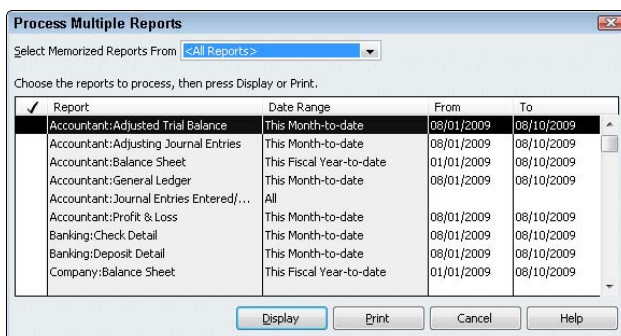 Process Multiple Reports
Select Memorized Reports From <All Reports>
Choose the reports to process, then press Display or Print.
✓ Report Date Range From To
Accountant:Adjusted Trial Balance This Month-to-date 08/01/2009 08/10/2009
Accountant:Adjusting Journal Entries This Month-to-date 08/01/2009 08/10/2009
Accountant:Balance Sheet This Fiscal Year-to-date 01/01/2009 08/10/2009
Accountant:General Ledger This Month-to-date 08/01/2009 08/10/2009
Accountant:Journal Entries Entered/... All
Accountant:Profit & Loss This Month-to-date 08/01/2009 08/10/2009
Banking:Check Detail This Month-to-date 08/01/2009 08/10/2009
Banking:Deposit Detail This Month-to-date 08/01/2009 08/10/2009
Company:Balance Sheet This Fiscal Year-to-date 01/01/2009 08/10/2009
Display Print Cancel Help